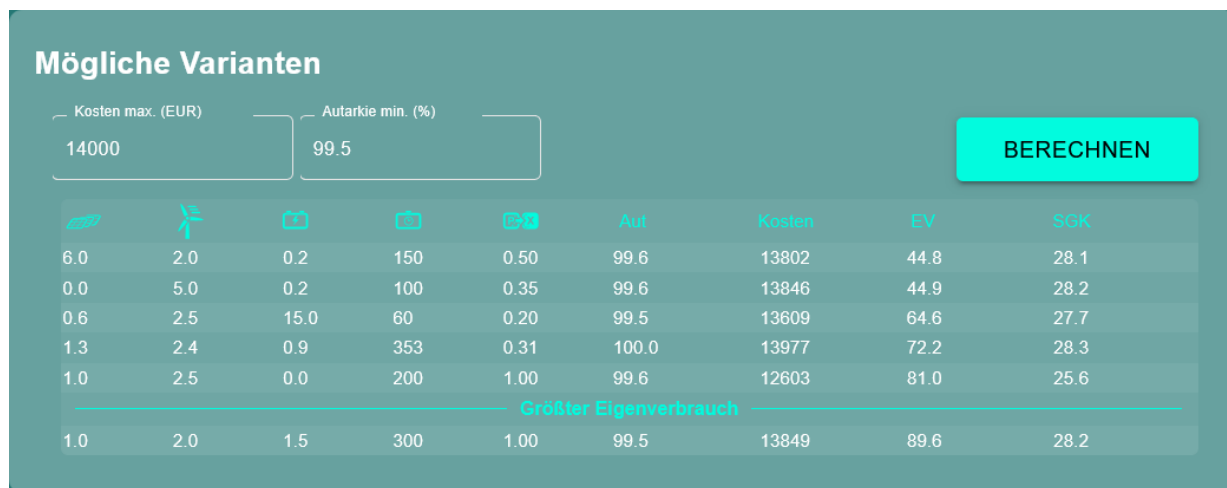 Mögliche Varianten
Kosten max. (EUR) Autarkie min. (%)
14000 99.5 BERECHNEN
Aut Kosten EV SGK
6.0 2.0 0.2 150 0.50 99.6 13802 44.8 28.1
0.0 5.0 0.2 100 0.35 99.6 13846 44.9 28.2
0.6 2.5 15.0 60 0.20 99.5 13609 64.6 27.7
1.3 2.4 0.9 353 0.31 100.0 13977 72.2 28.3
1.0 2.5 0.0 200 1.00 99.6 12603 81.0 25.6
Größter Eigenverbrauch
1.0 2.0 1.5 300 1.00 99.5 13849 89.6 28.2